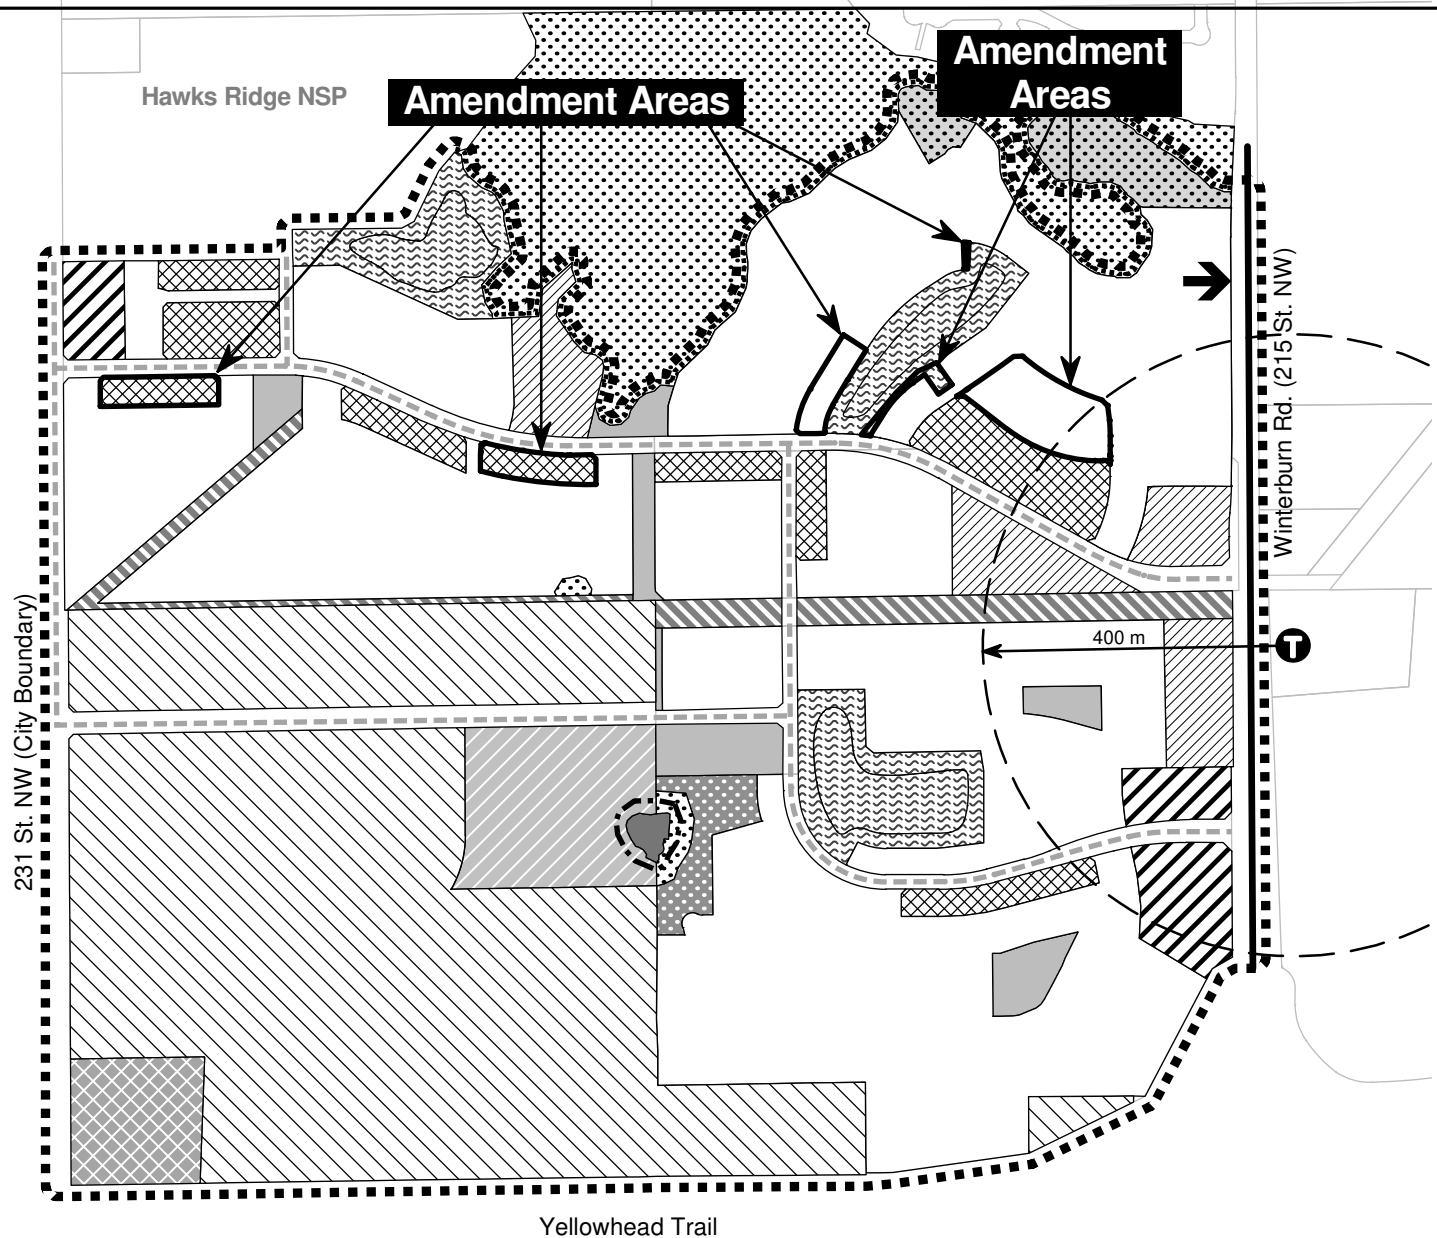 Amendment
Areas
Hawks Ridge NSP
Amendment Areas
Winterburn Rd. (215 St. NW)
400 m
T
231 St. NW (City Boundary)
Yellowhead Trail